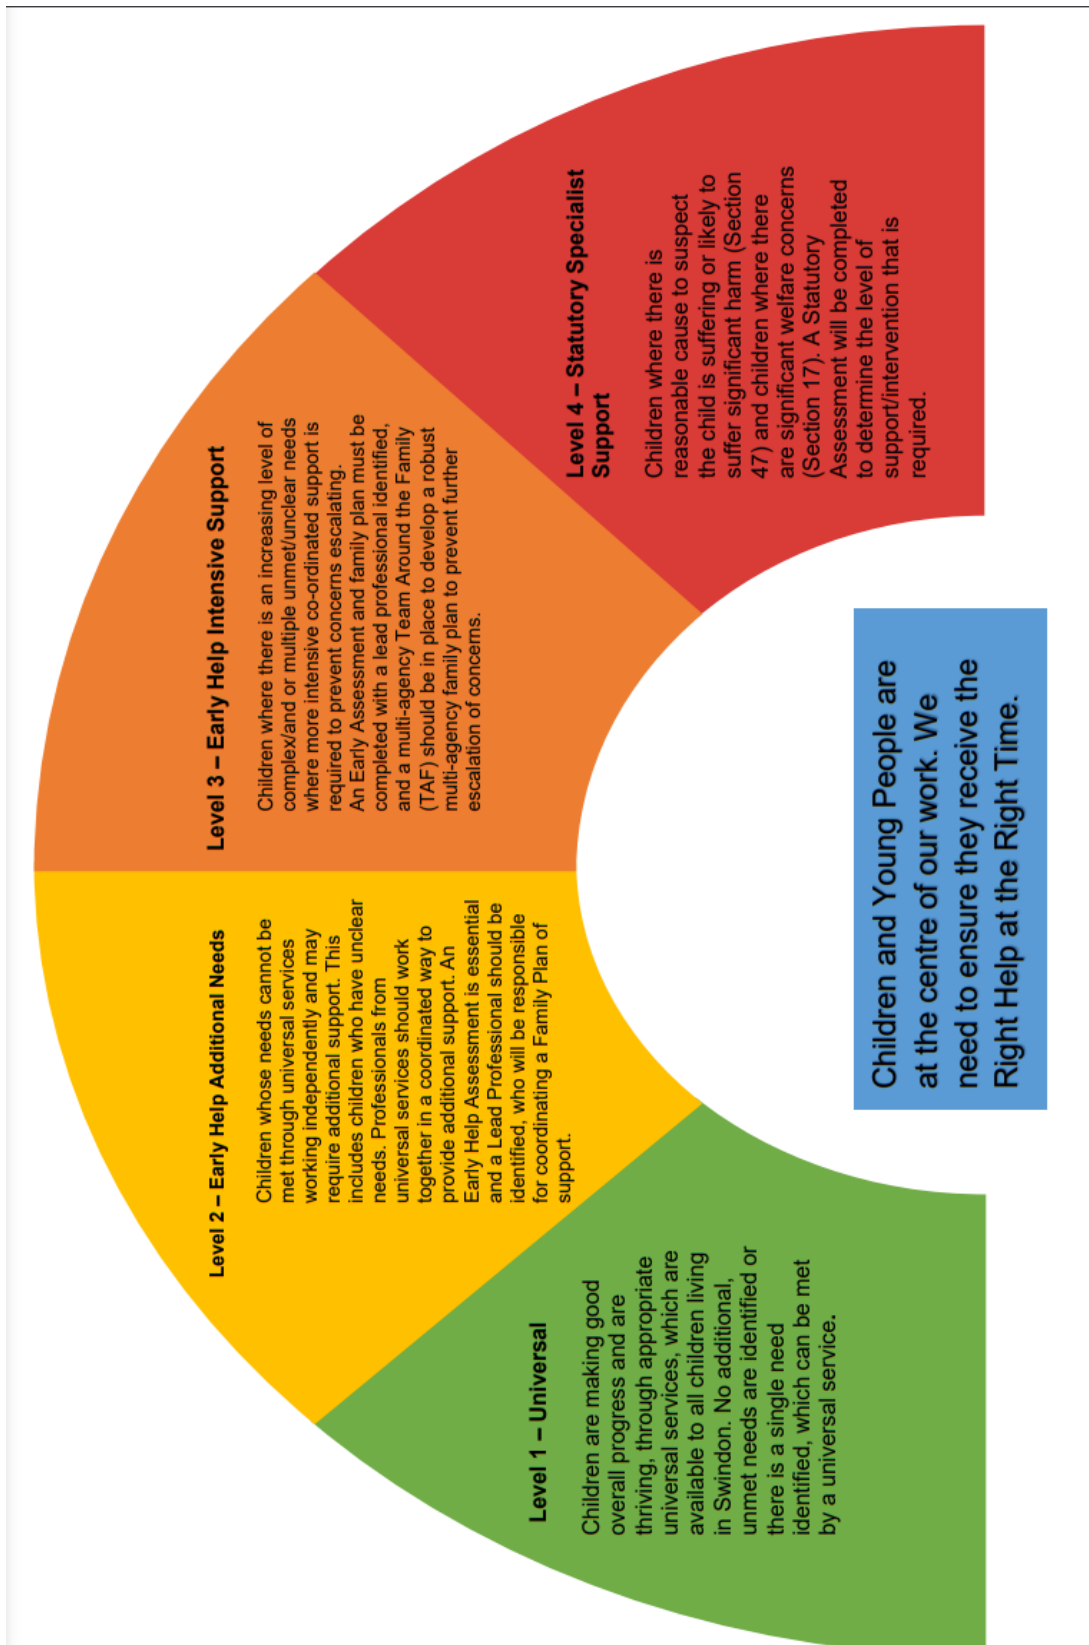 Level 1 – Universal
Children are making good
overall progress and are
thriving, through appropriate
universal services, which are
available to all children living
in Swindon. No additional,
unmet needs are identified or
there is a single need
identified, which can be met
by a universal service.
Level 2 – Early Help Additional Needs
Children whose needs cannot be
met through universal services
working independently and may
require additional support. This
includes children who have unclear
needs. Professionals from
universal services should work
together in a coordinated way to
provide additional support. An
Early Help Assessment is essential
and a Lead Professional should be
identified, who will be responsible
for coordinating a Family Plan of
support.
Level 3 – Early Help Intensive Support
Children where there is an increasing level of
complex/and or multiple unmet/unclear needs
where more intensive co-ordinated support is
required to prevent concerns escalating.
An Early Assessment and family plan must be
completed with a lead professional identified,
and a multi-agency Team Around the Family
(TAF) should be in place to develop a robust
multi-agency family plan to prevent further
escalation of concerns.
Level 4 – Statutory Specialist
Support
Children where there is
reasonable cause to suspect
the child is suffering or likely to
suffer significant harm (Section
47) and children where there
are significant welfare concerns
(Section 17). A Statutory
Assessment will be completed
to determine the level of
support/intervention that is
required.
Children and Young People are
at the centre of our work. We
need to ensure they receive the
Right Help at the Right Time.